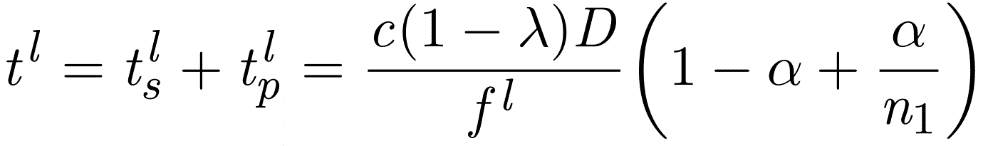 t^l = t_s^l + t_p^l = \frac{c(1 - \lambda)D}{f^l} \left( 1 - \alpha + \frac{\alpha}{n_1} \right)